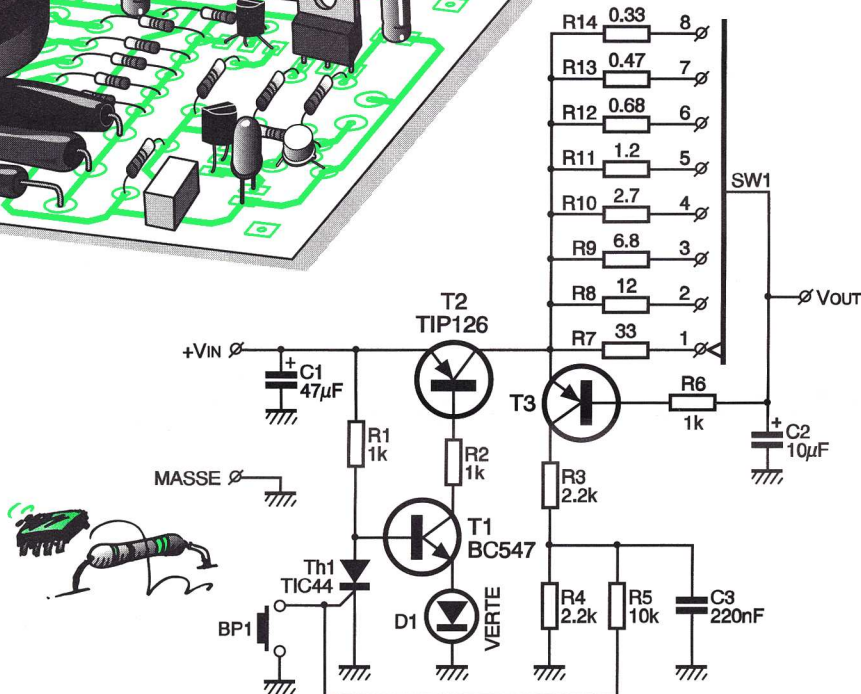 R14 0.33 8
R13 0.47 7
R12 0.68 6
R11 1.2 5
SW1
R10 2.7 4
R9 6.8 3
R8 12 2
VOUT
T2
TIP126
R7 33 1
+VIN
+ C1
47µF
T3
R6
1k
+ C2
10µF
R1
1k
R2
1k
MASSE
R3
2.2k
T1
BC547
Th1
TIC44
BP1
D1
VERTE
R4
2.2k
R5
10k
C3
220nF